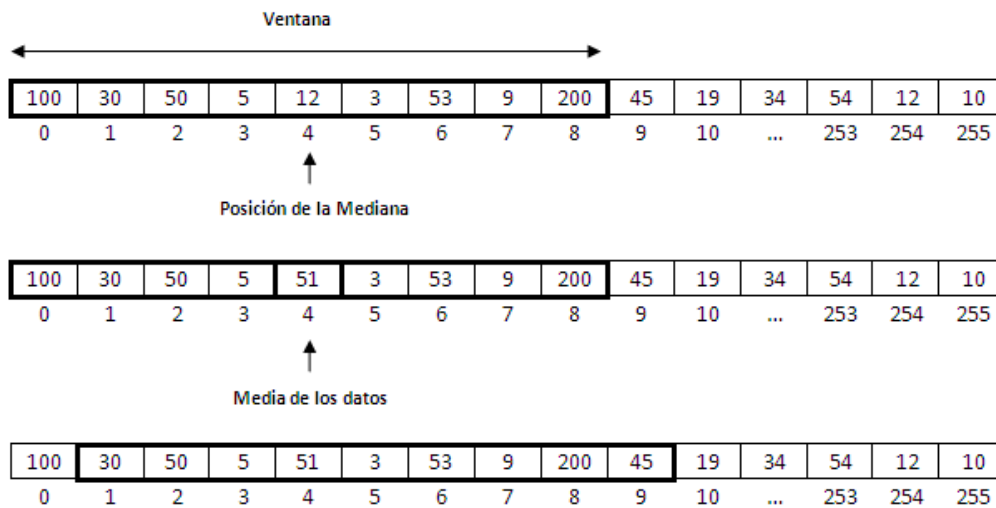 Ventana
100 30 50 5 12 3 53 9 200 45 19 34 54 12 10
0 1 2 3 4 5 6 7 8 9 10 ... 253 254 255
Posición de la Mediana
100 30 50 5 51 3 53 9 200 45 19 34 54 12 10
0 1 2 3 4 5 6 7 8 9 10 ... 253 254 255
Media de los datos
100 30 50 5 51 3 53 9 200 45 19 34 54 12 10
0 1 2 3 4 5 6 7 8 9 10 ... 253 254 255